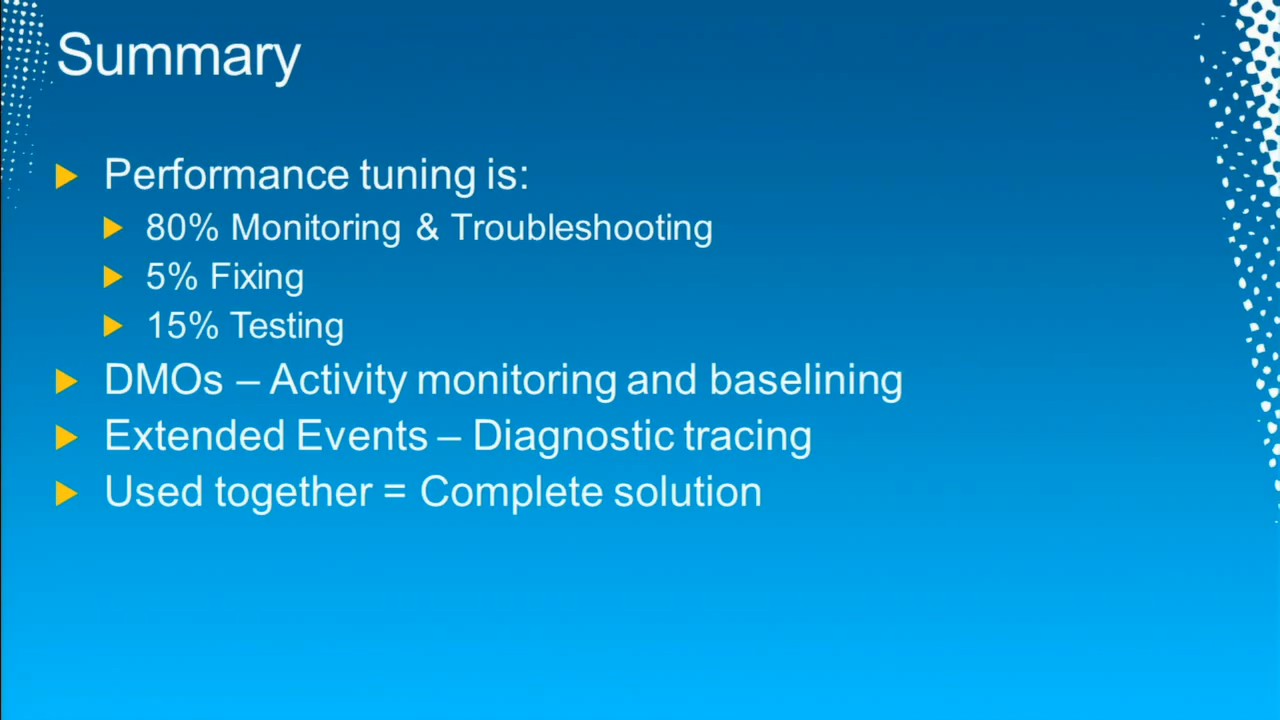 Summary
Performance tuning is:
80% Monitoring & Troubleshooting
5% Fixing
15% Testing
DMOs – Activity monitoring and baselining
Extended Events – Diagnostic tracing
Used together = Complete solution